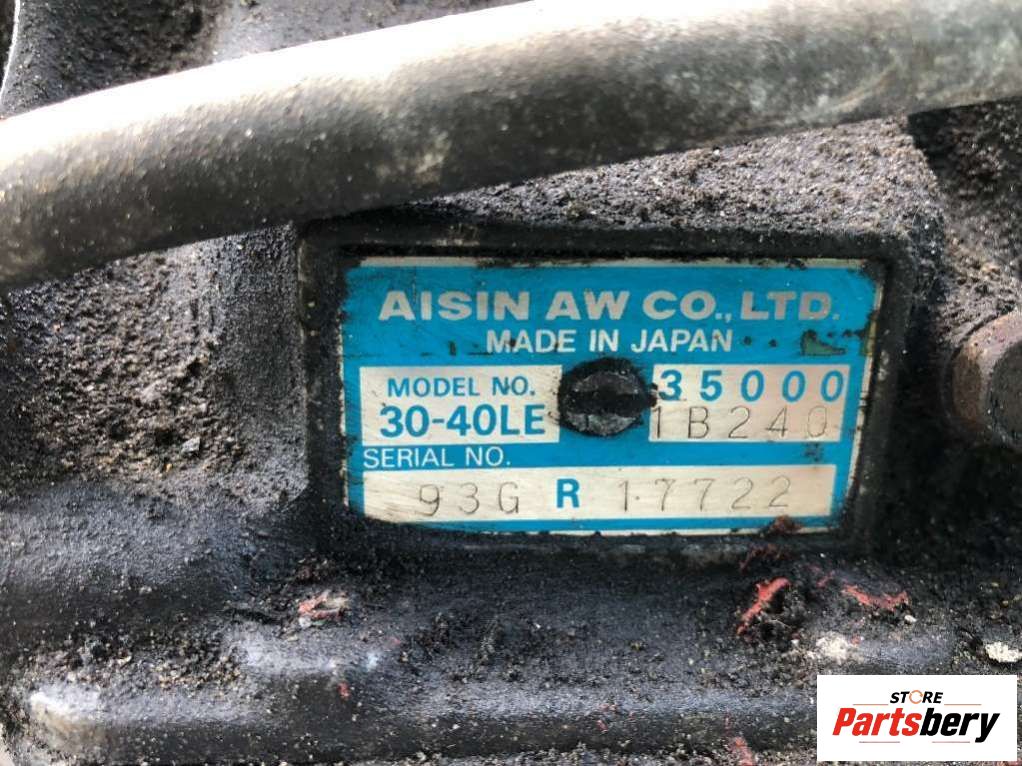 AISIN AW CO., LTD.
MADE IN JAPAN
MODEL NO. 35000
30-40LE 1B240
SERIAL NO.
93G R 17722
STORE
Partsbery